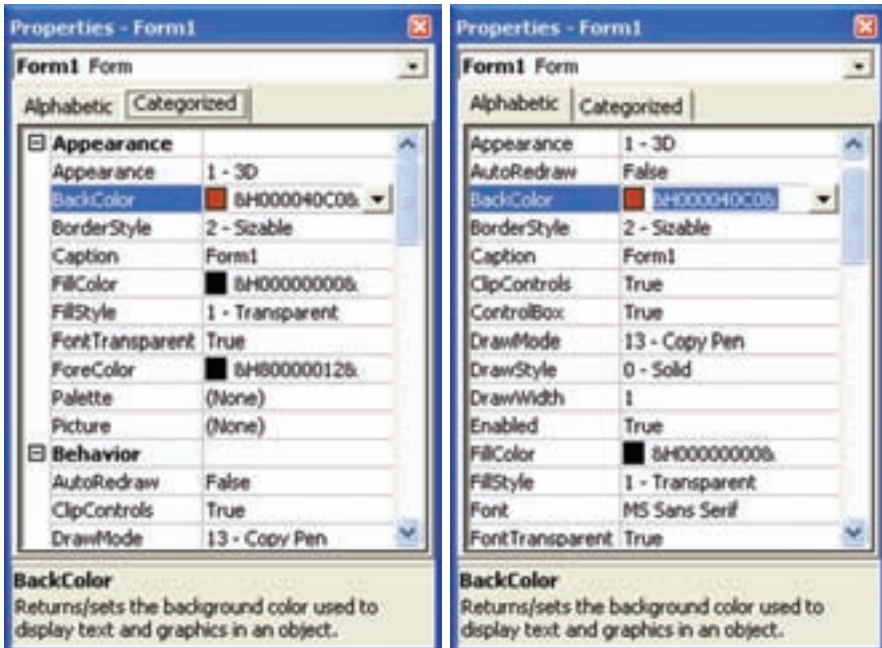 Properties - Form1
Form1 Form
Alphabetic Categorized
Appearance
Appearance 1 - 3D
BackColor &H000040C0&
BorderStyle 2 - Sizable
Caption Form1
FillColor &H00000000&
FillStyle 1 - Transparent
FontTransparent True
ForeColor &H80000012&
Palette (None)
Picture (None)
Behavior
AutoRedraw False
ClipControls True
DrawMode 13 - Copy Pen
BackColor
Returns/sets the background color used to
display text and graphics in an object.
Properties - Form1
Form1 Form
Alphabetic Categorized
Appearance 1 - 3D
AutoRedraw False
BackColor &H000040C0&
BorderStyle 2 - Sizable
Caption Form1
ClipControls True
ControlBox True
DrawMode 13 - Copy Pen
DrawStyle 0 - Solid
DrawWidth 1
Enabled True
FillColor &H00000000&
FillStyle 1 - Transparent
Font MS Sans Serif
FontTransparent True
BackColor
Returns/sets the background color used to
display text and graphics in an object.